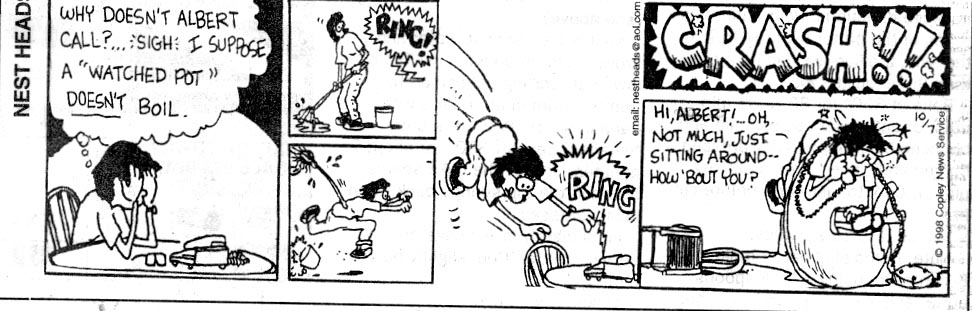 NEST HEADS
WHY DOESN'T ALBERT
CALL?... :SIGH: I SUPPOSE
A "WATCHED POT"
DOESN'T BOIL.
RING!
RING
email: nestheads@aol.com
CRASH!!
HI, ALBERT!... OH,
NOT MUCH, JUST
SITTING AROUND--
HOW 'BOUT YOU?
10/7
© 1998 Copley News Service